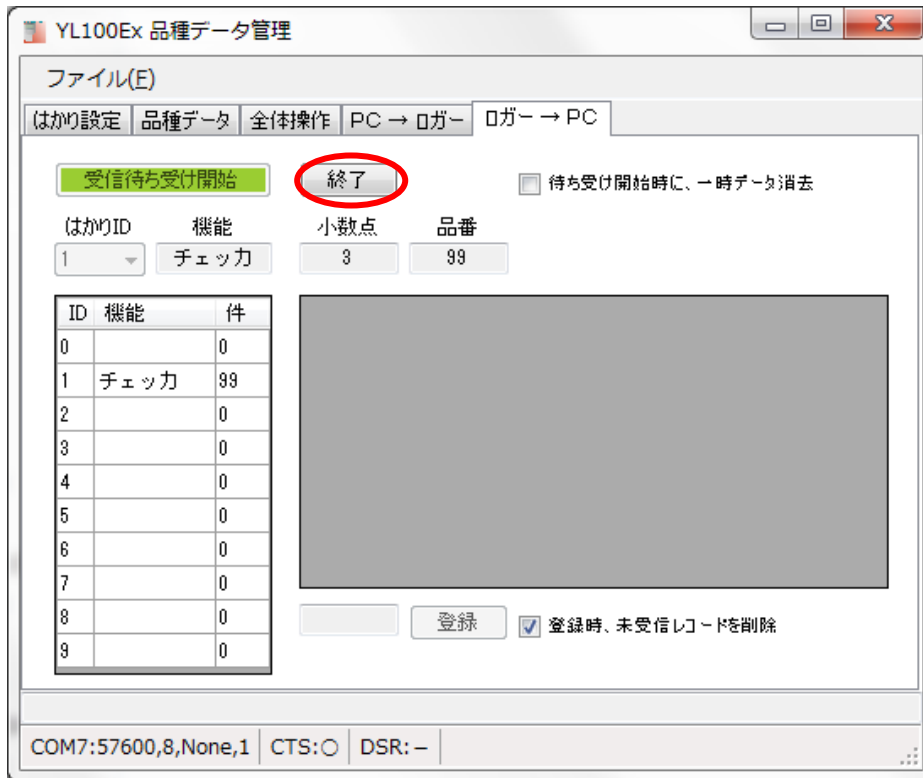 YL100Ex 品種データ管理
ファイル(F)
はかり設定 品種データ 全体操作 PC → ロガー ロガー → PC
受信待ち受け開始 終了 待ち受け開始時に、一時データ消去
はかりID 機能 小数点 品番
1 チェッカ 3 99
ID 機能 件
0 0
1 チェッカ 99
2 0
3 0
4 0
5 0
6 0
7 0
8 0
9 0
登録 登録時、未受信レコードを削除
COM7:57600,8,None,1 CTS:○ DSR:−